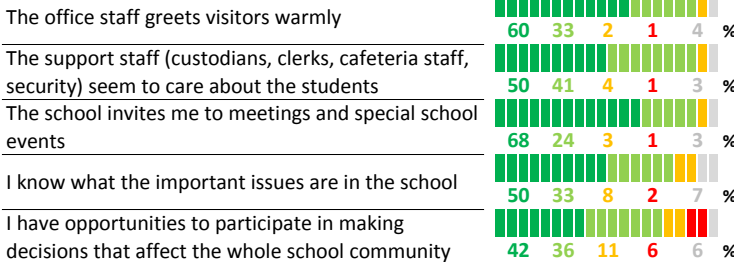 The office staff greets visitors warmly
60 33 2 1 4 %
The support staff (custodians, clerks, cafeteria staff,
security) seem to care about the students
50 41 4 1 3 %
The school invites me to meetings and special school
events
68 24 3 1 3 %
I know what the important issues are in the school
50 33 8 2 7 %
I have opportunities to participate in making
decisions that affect the whole school community
42 36 11 6 6 %